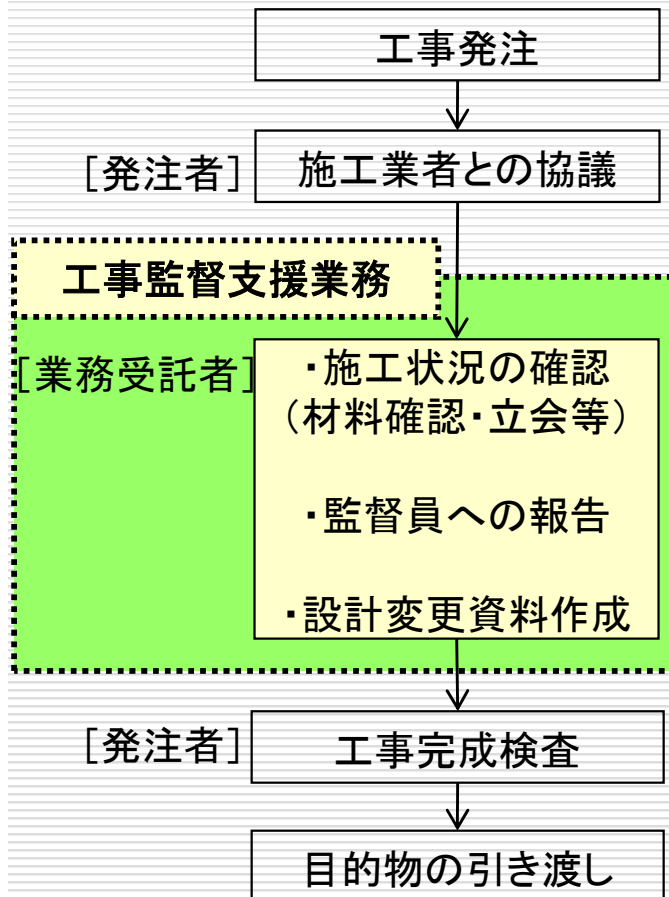 工事発注
[発注者]
施工業者との協議
工事監督支援業務
[業務受託者]
・施工状況の確認
（材料確認・立会等）
・監督員への報告
・設計変更資料作成
[発注者]
工事完成検査
目的物の引き渡し